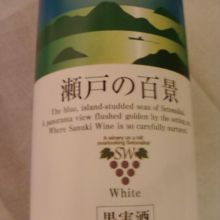 瀬戸の百景
The blue, island-studded seas of Setouchi,
A panorama view flushed golden by the setting sun,
Where Sanuki Wine is so carefully nurtured.
A winery on a hill
overlooking Setonaikai
SW
White
果実酒